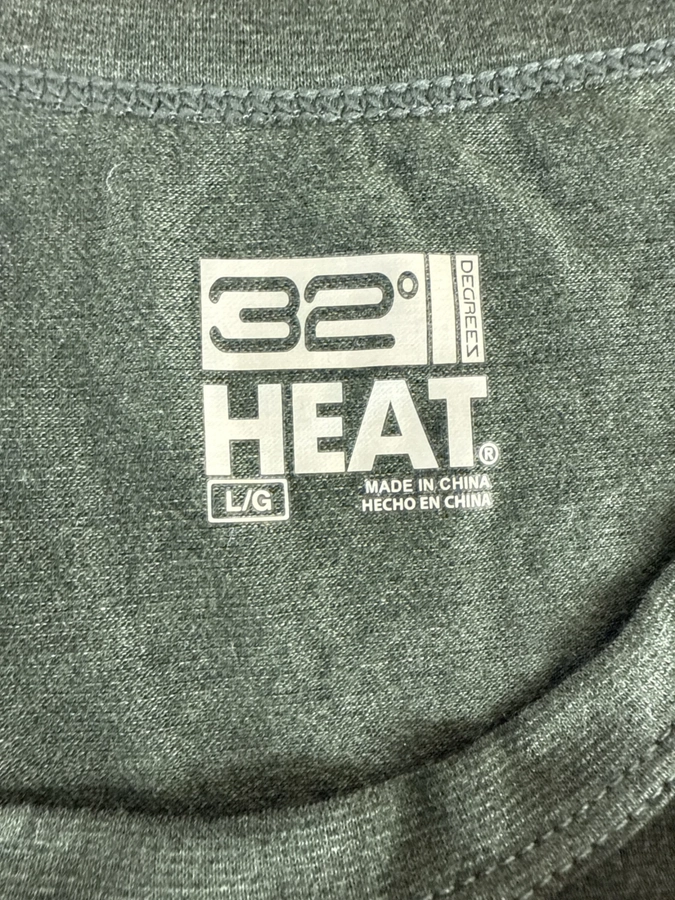 32° DEGREES
HEAT®
L/G
MADE IN CHINA
HECHO EN CHINA